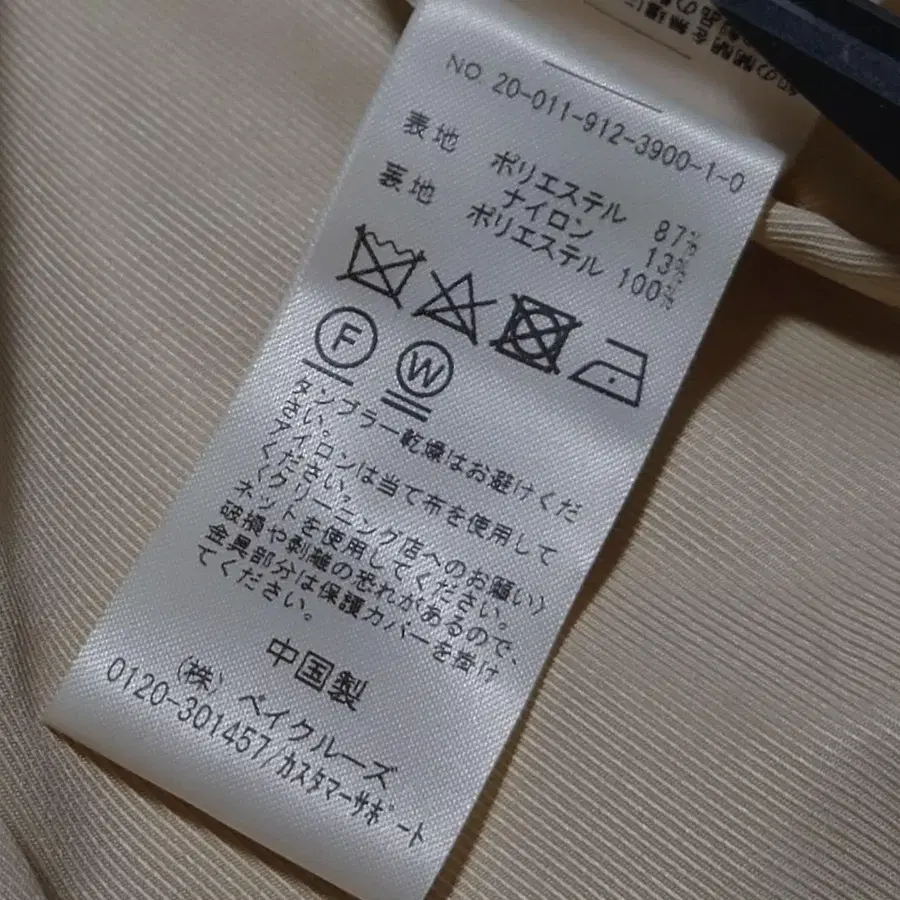 NO. 20-011-912-3900-1-0
表地 ポリエステル 87%
ナイロン 13%
裏地 ポリエステル 100%
F
W
タンブラー乾燥はお避けくだ
さい。
アイロンは当て布を使用して
ください。
〈クリーニング店へのお願い〉
ネットを使用してください。
破損や剥離の恐れがあるので、
金具部分は保護カバーを掛け
てください。
中国製
(株) ベイクルーズ
0120-301457/カスタマーサポート